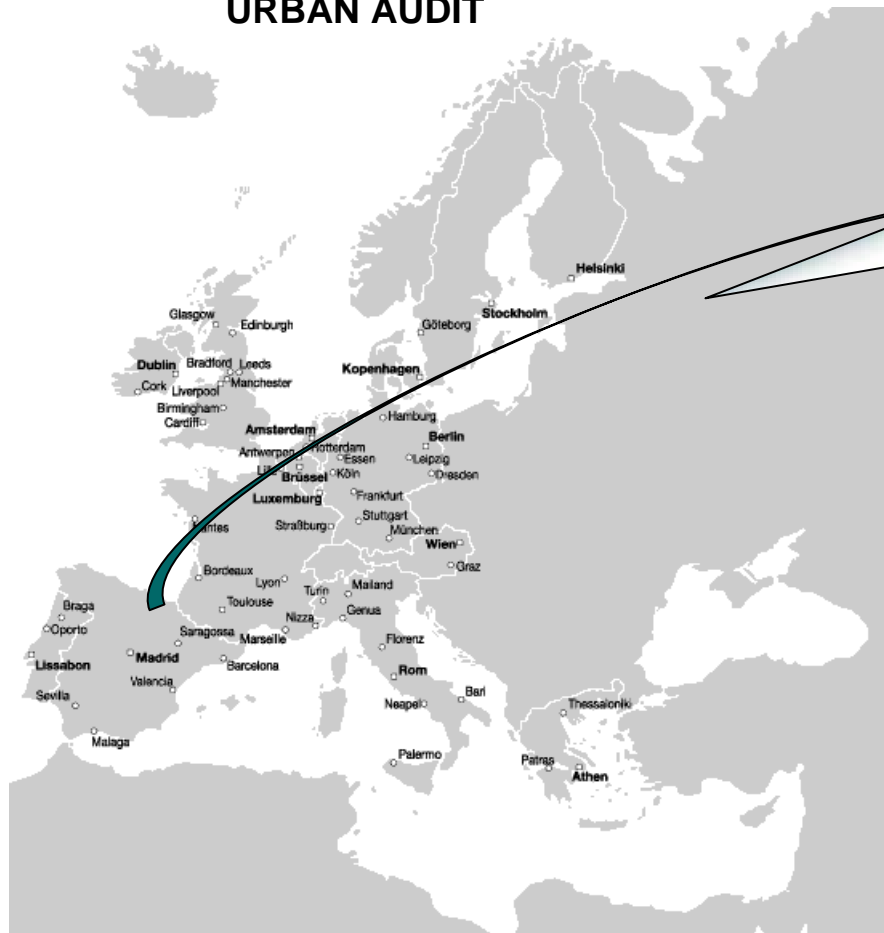 URBAN AUDIT
Helsinki
Stockholm
Glasgow
Edinburgh
Göteborg
Dublin
Bradford
Leeds
Kopenhagen
Cork
Liverpool
Manchester
Birmingham
Cardiff
Hamburg
Amsterdam
Berlin
Antwerpen
Rotterdam
Essen
Leipzig
Brüssel
Köln
Dresden
Luxemburg
Frankfurt
Stuttgart
Straßburg
München
Wien
Bordeaux
Lyon
Graz
Turin
Mailand
Braga
Toulouse
Nizza
Genua
Oporto
Saragossa
Marseille
Florenz
Lissabon
Madrid
Barcelona
Rom
Valencia
Sevilla
Neapel
Bari
Thessaloniki
Malaga
Palermo
Patras
Athen